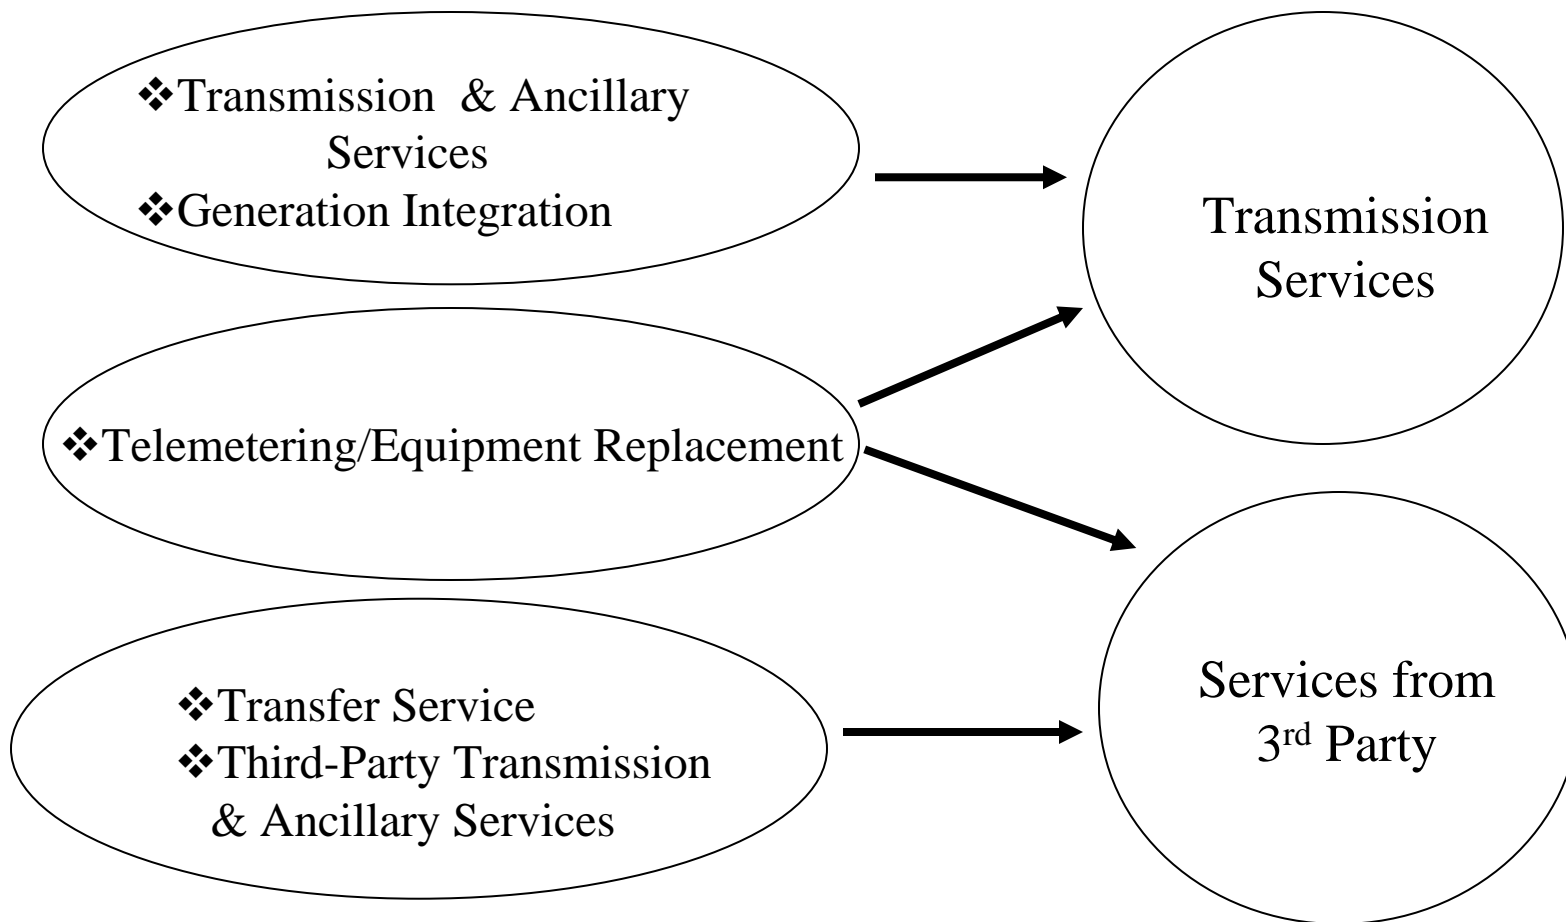 ❖Transmission & Ancillary
Services
❖Generation Integration
Transmission
Services
❖Telemetering/Equipment Replacement
❖Transfer Service
❖Third-Party Transmission
& Ancillary Services
Services from
3rd Party